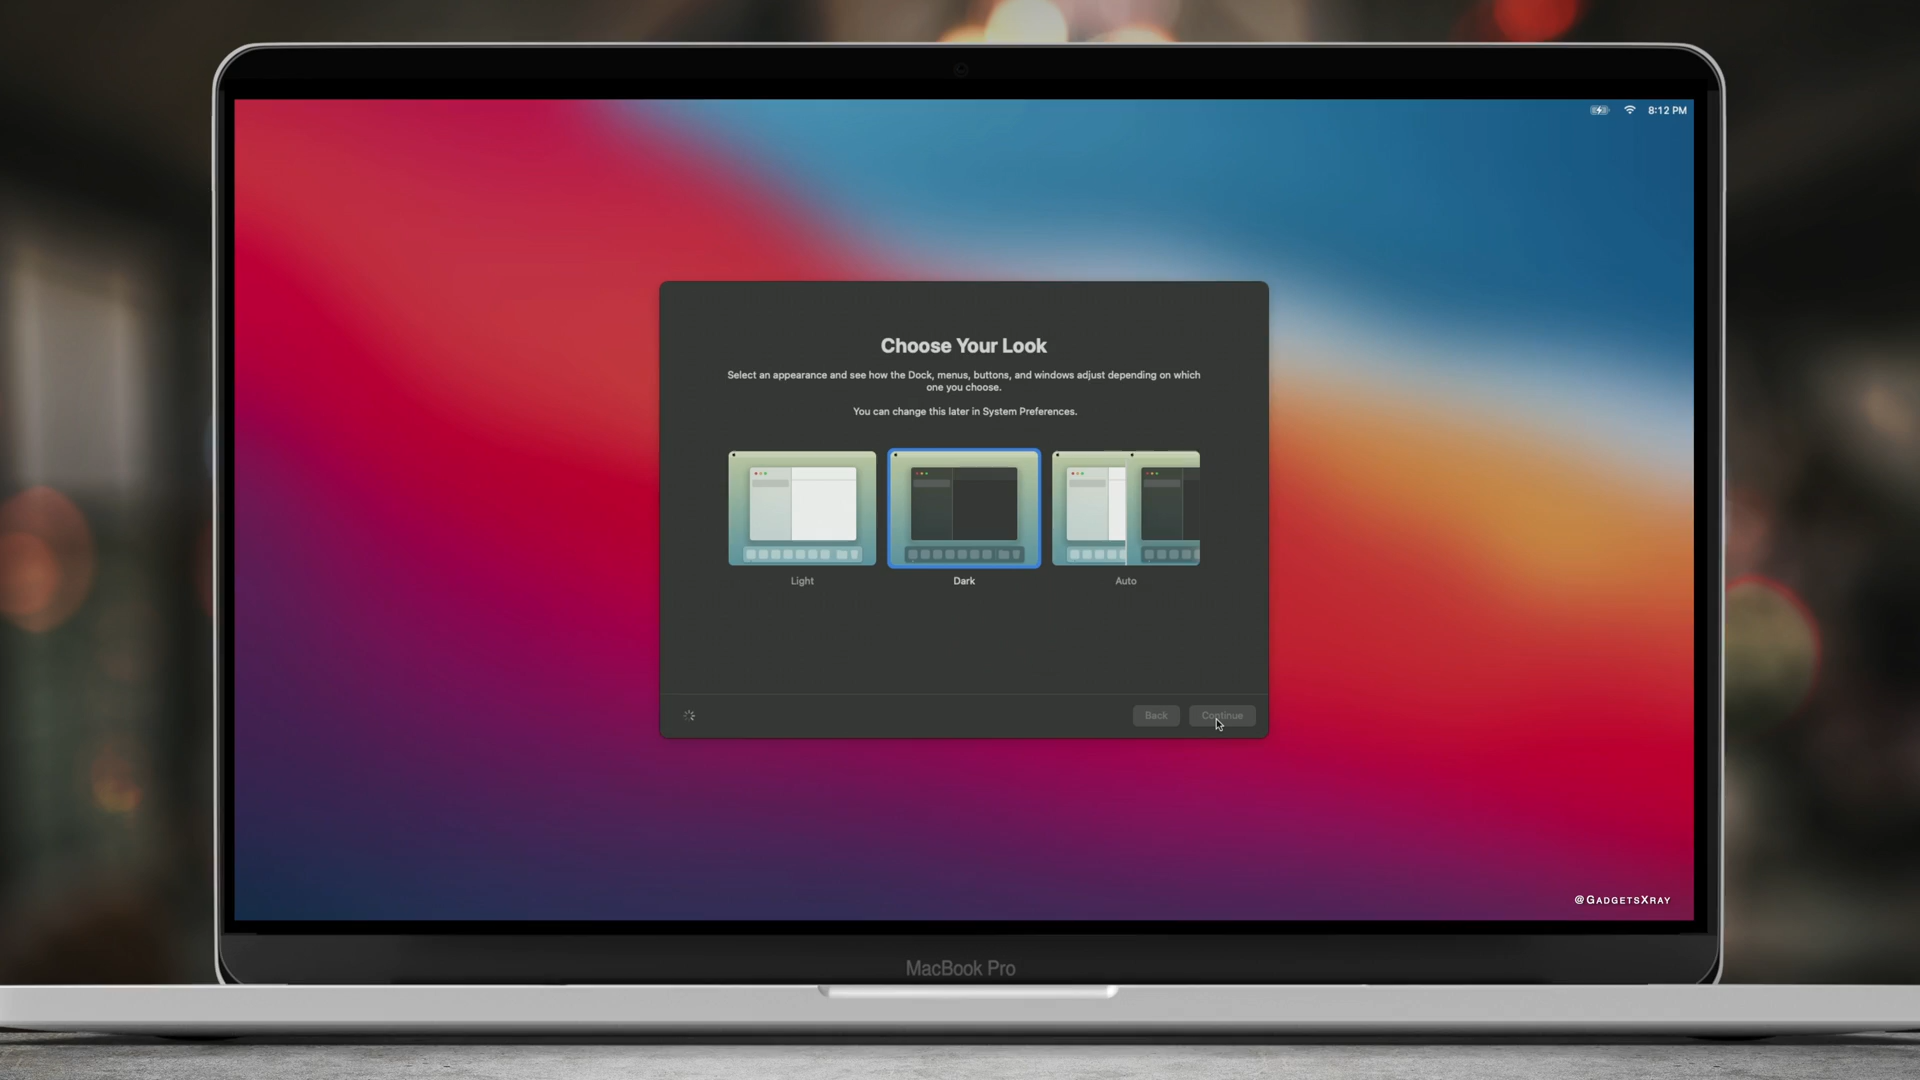 8:12 PM
Choose Your Look
Select an appearance and see how the Dock, menus, buttons, and windows adjust depending on which
one you choose.
You can change this later in System Preferences.
Light
Dark
Auto
Back
Continue
@GadgetsXray
MacBook Pro